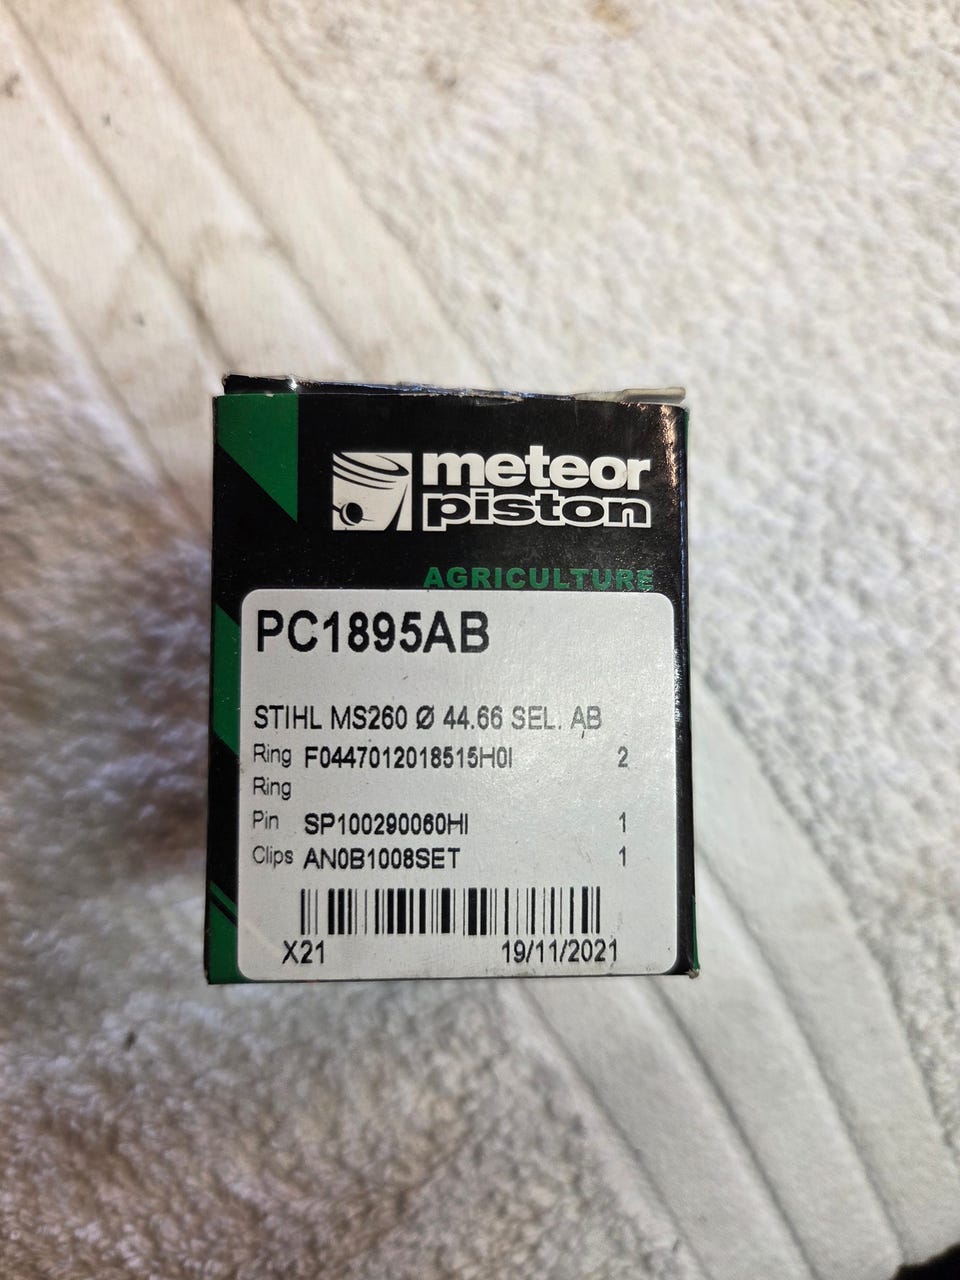 meteor
piston
AGRICULTURE
PC1895AB
STIHL MS260 Ø 44.66 SEL. AB
Ring F0447012018515H0I 2
Ring
Pin SP100290060HI 1
Clips AN0B1008SET 1
X21 19/11/2021